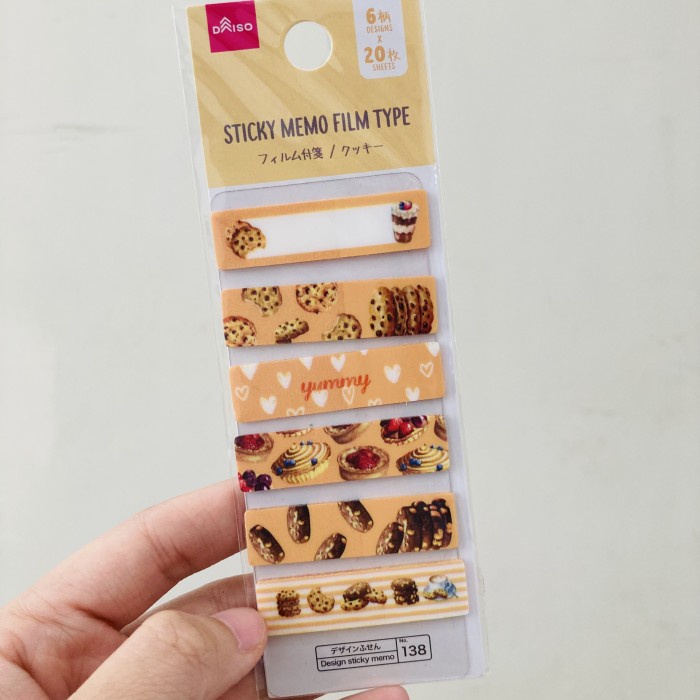 DAISO
6柄
DESIGNS
X
20枚
SHEETS
STICKY MEMO FILM TYPE
フィルム付箋 / クッキー
yummy
デザインふせん
Design sticky memo
No.
138